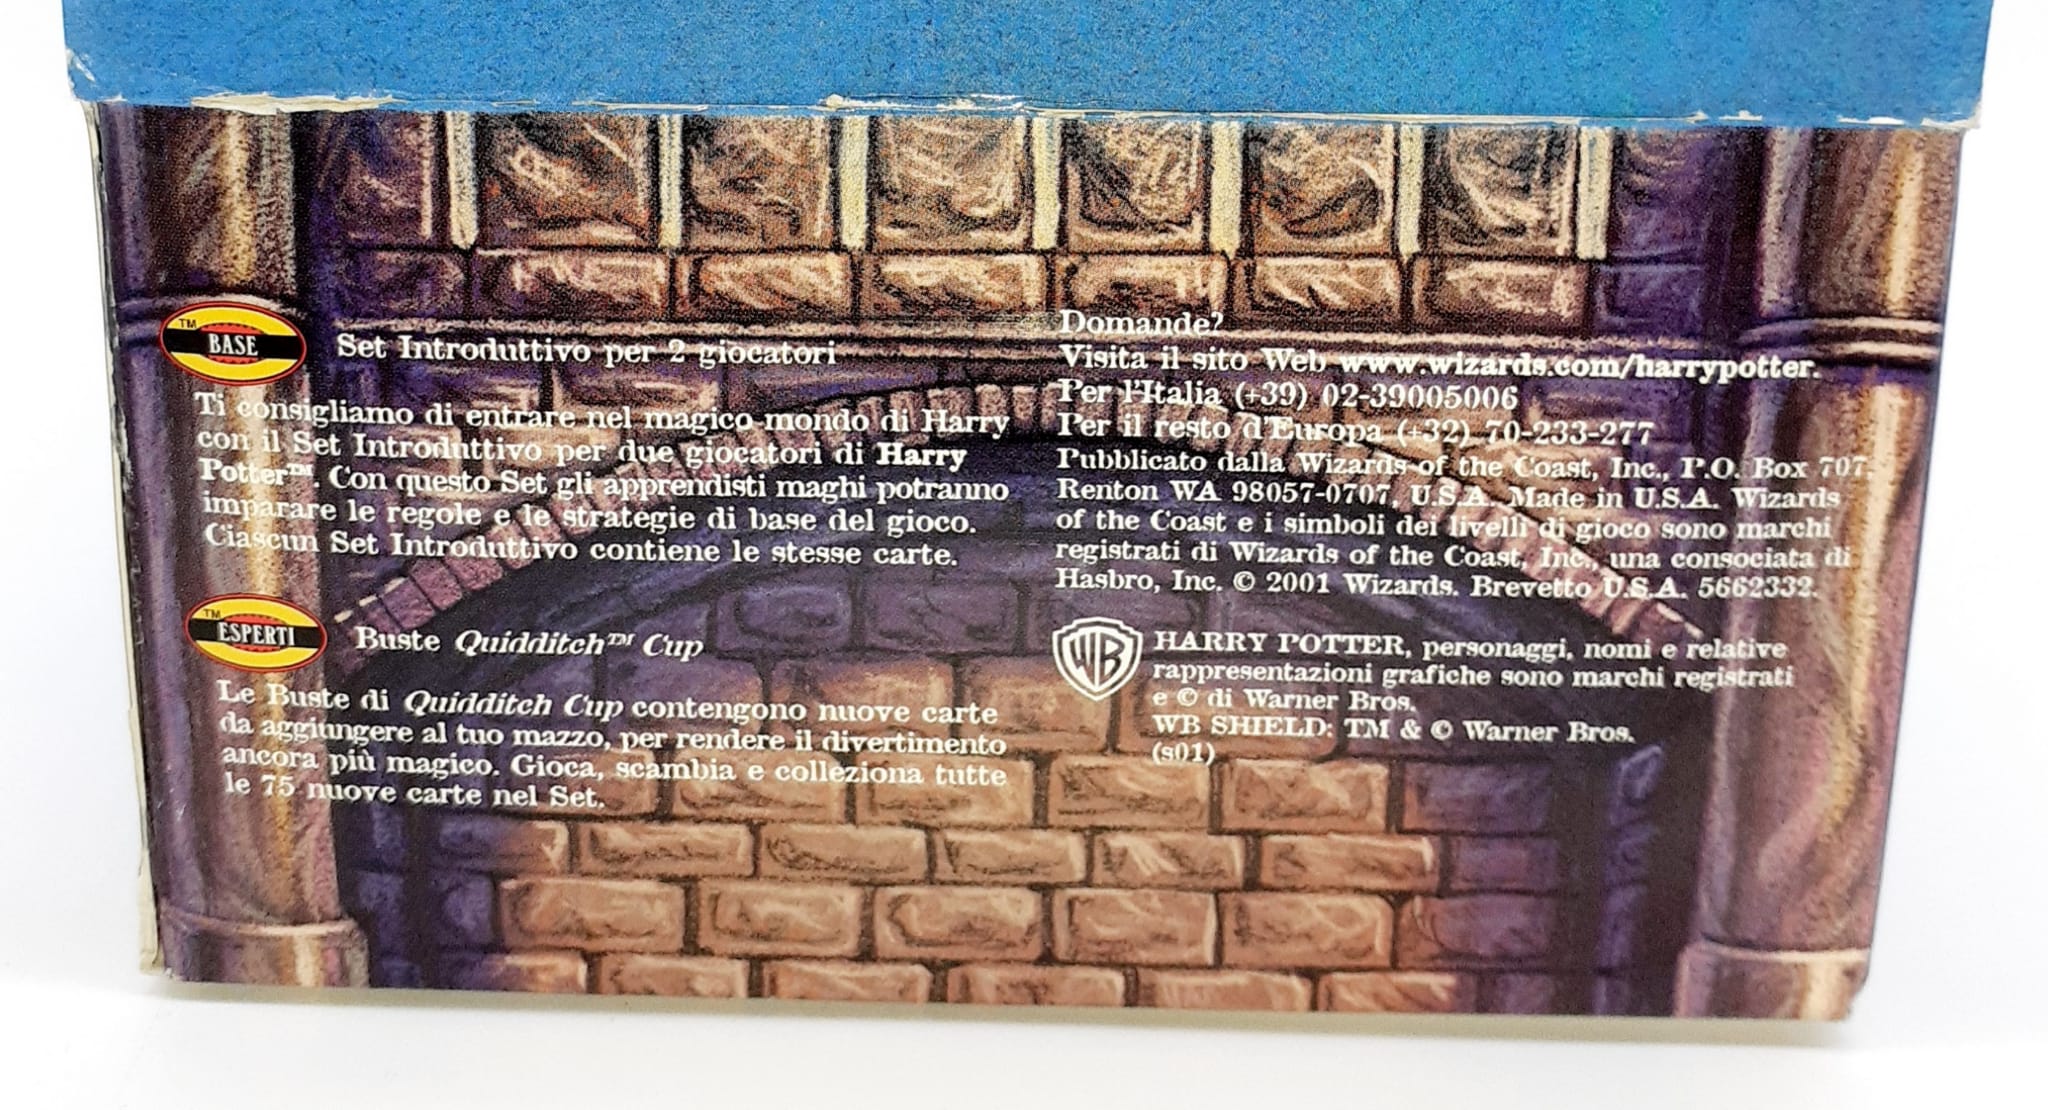 TM
BASE
Set Introduttivo per 2 giocatori
Ti consigliamo di entrare nel magico mondo di Harry
con il Set Introduttivo per due giocatori di Harry
Potter™. Con questo Set gli apprendisti maghi potranno
imparare le regole e le strategie di base del gioco.
Ciascun Set Introduttivo contiene le stesse carte.
TM
ESPERTI
Buste Quidditch™ Cup
Le Buste di Quidditch Cup contengono nuove carte
da aggiungere al tuo mazzo, per rendere il divertimento
ancora più magico. Gioca, scambia e colleziona tutte
le 75 nuove carte nel Set.
Domande?
Visita il sito Web www.wizards.com/harrypotter.
Per l'Italia (+39) 02-39005006
Per il resto d'Europa (+32) 70-233-277
Pubblicato dalla Wizards of the Coast, Inc., P.O. Box 707,
Renton WA 98057-0707, U.S.A. Made in U.S.A. Wizards
of the Coast e i simboli dei livelli di gioco sono marchi
registrati di Wizards of the Coast, Inc., una consociata di
Hasbro, Inc. © 2001 Wizards. Brevetto U.S.A. 5662332.
WB
HARRY POTTER, personaggi, nomi e relative
rappresentazioni grafiche sono marchi registrati
e © di Warner Bros.
WB SHIELD: TM & © Warner Bros.
(s01)